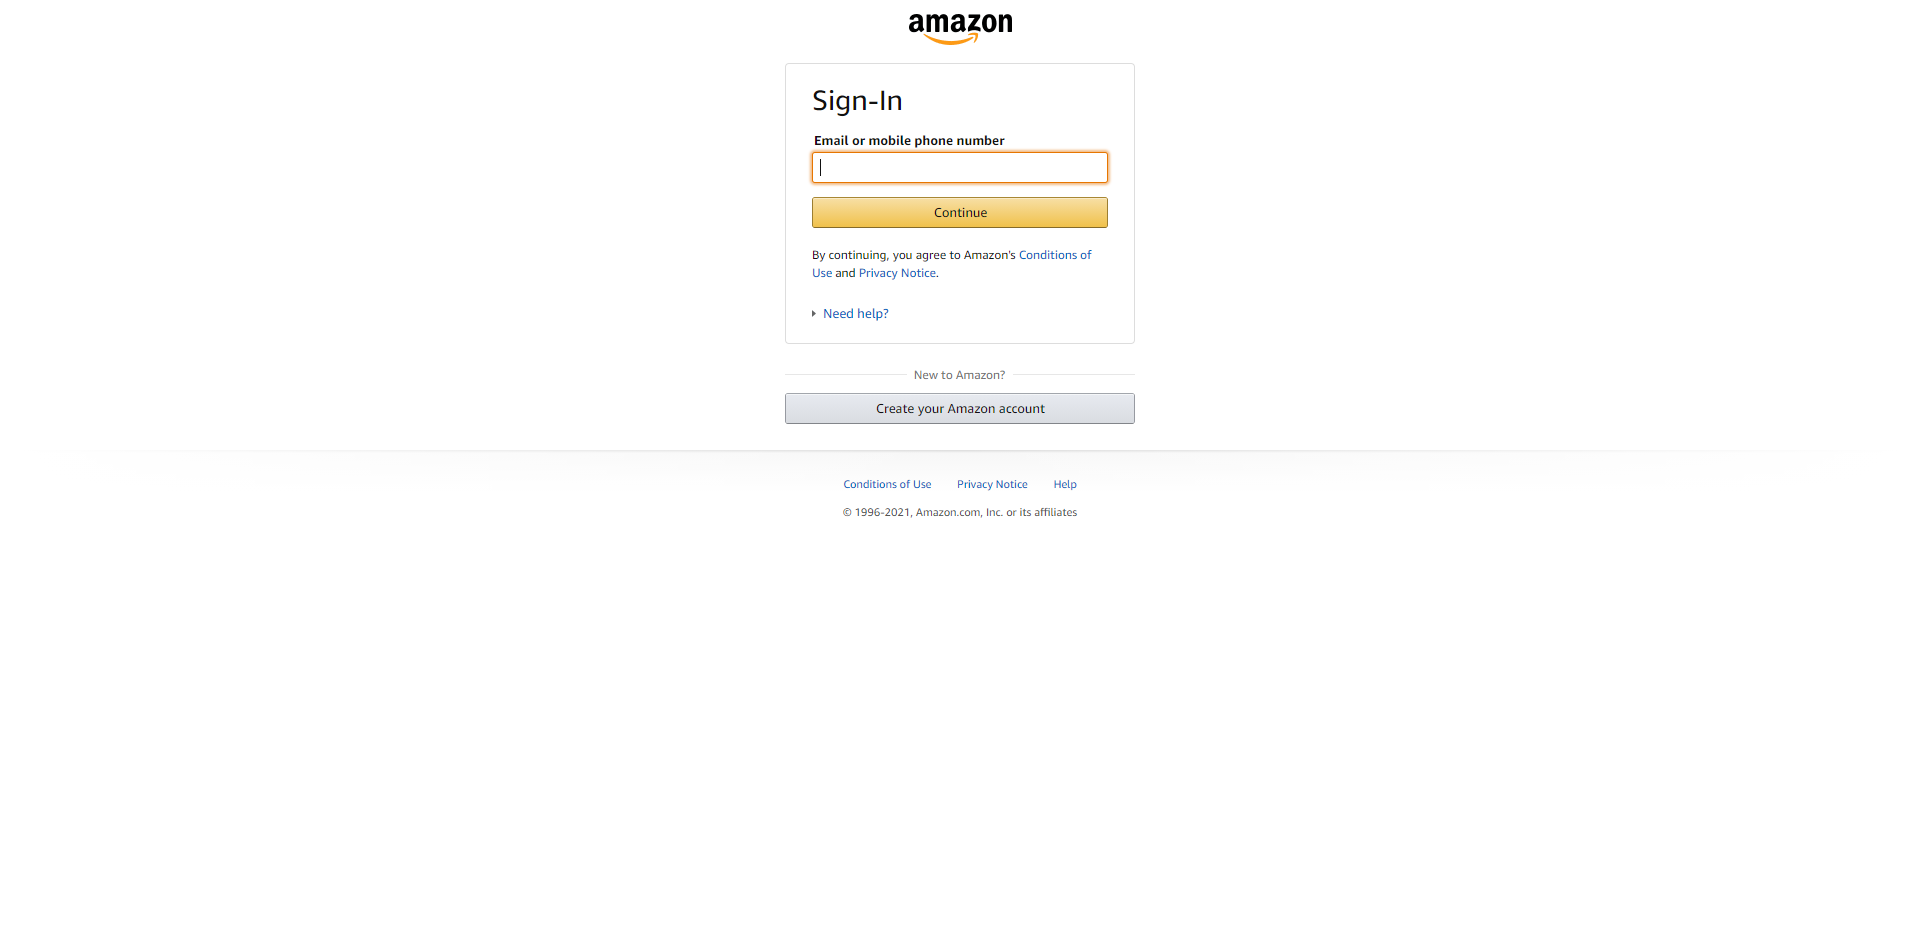 amazon
Sign-In
Email or mobile phone number
Continue
By continuing, you agree to Amazon's Conditions of
Use and Privacy Notice.
Need help?
New to Amazon?
Create your Amazon account
Conditions of Use Privacy Notice Help
© 1996-2021, Amazon.com, Inc. or its affiliates